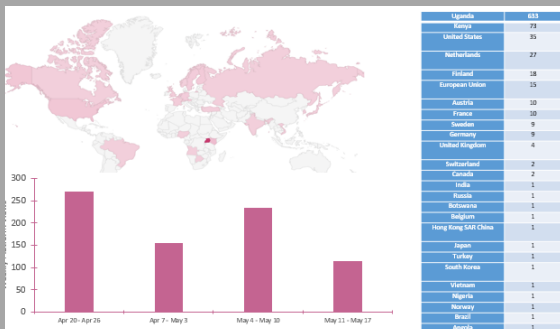 Uganda 633
Kenya 73
United States 35
Netherlands 27
Finland 18
European Union 15
Austria 10
France 10
Sweden 9
Germany 9
United Kingdom 4
Switzerland 2
Canada 2
India 1
Russia 1
Botswana 1
Belgium 1
Hong Kong SAR China 1
Japan 1
Turkey 1
South Korea 1
Vietnam 1
Nigeria 1
Norway 1
Brazil 1
Angola 1
300
250
200
150
100
50
0
Apr 20- Apr 26 Apr 7- May 3 May 4 - May 10 May 11 - May 17